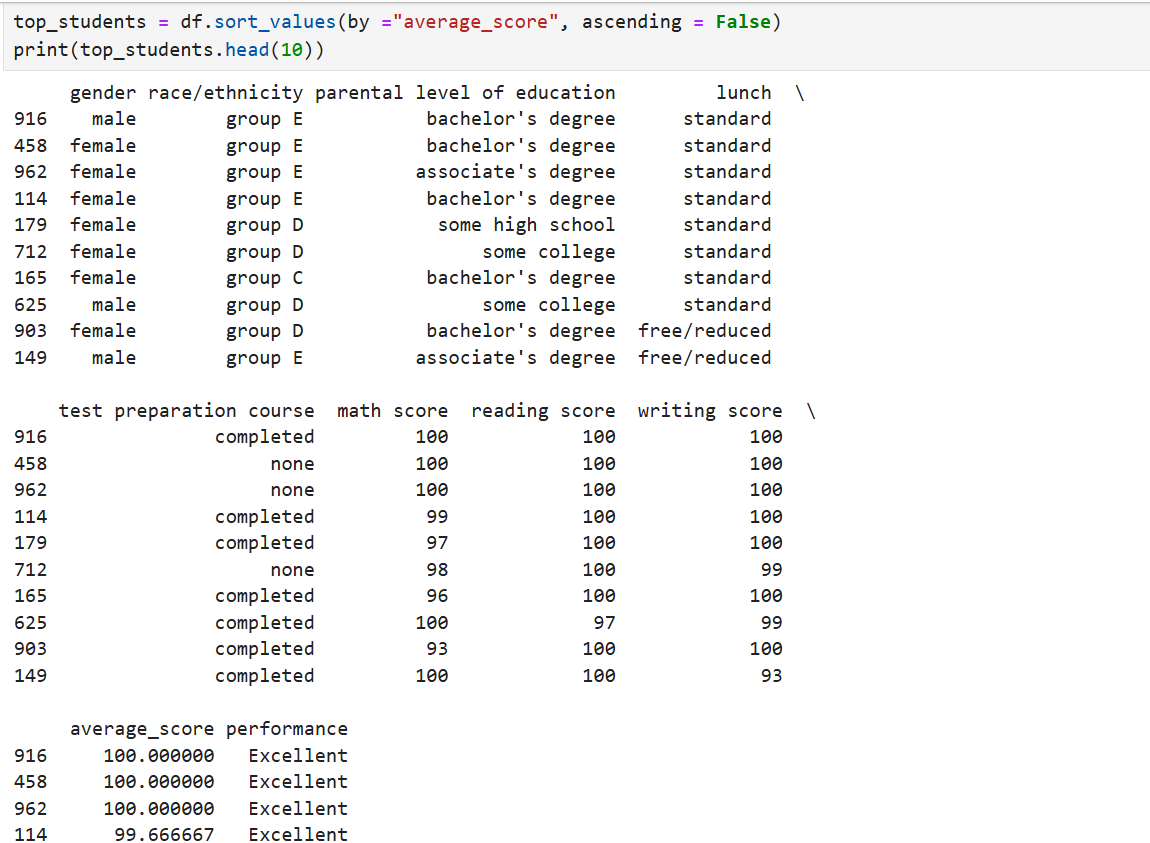 top_students = df.sort_values(by ="average_score", ascending = False)
print(top_students.head(10))
     gender race/ethnicity parental level of education         lunch  \
916    male        group E           bachelor's degree      standard
458  female        group E           bachelor's degree      standard
962  female        group E          associate's degree      standard
114  female        group E           bachelor's degree      standard
179  female        group D            some high school      standard
712  female        group D                some college      standard
165  female        group C           bachelor's degree      standard
625    male        group D                some college      standard
903  female        group D           bachelor's degree  free/reduced
149    male        group E          associate's degree  free/reduced

    test preparation course  math score  reading score  writing score  \
916               completed         100            100            100
458                    none         100            100            100
962                    none         100            100            100
114               completed          99            100            100
179               completed          97            100            100
712                    none          98            100             99
165               completed          96            100            100
625               completed         100             97             99
903               completed          93            100            100
149               completed         100            100             93

     average_score performance
916     100.000000   Excellent
458     100.000000   Excellent
962     100.000000   Excellent
114      99.666667   Excellent